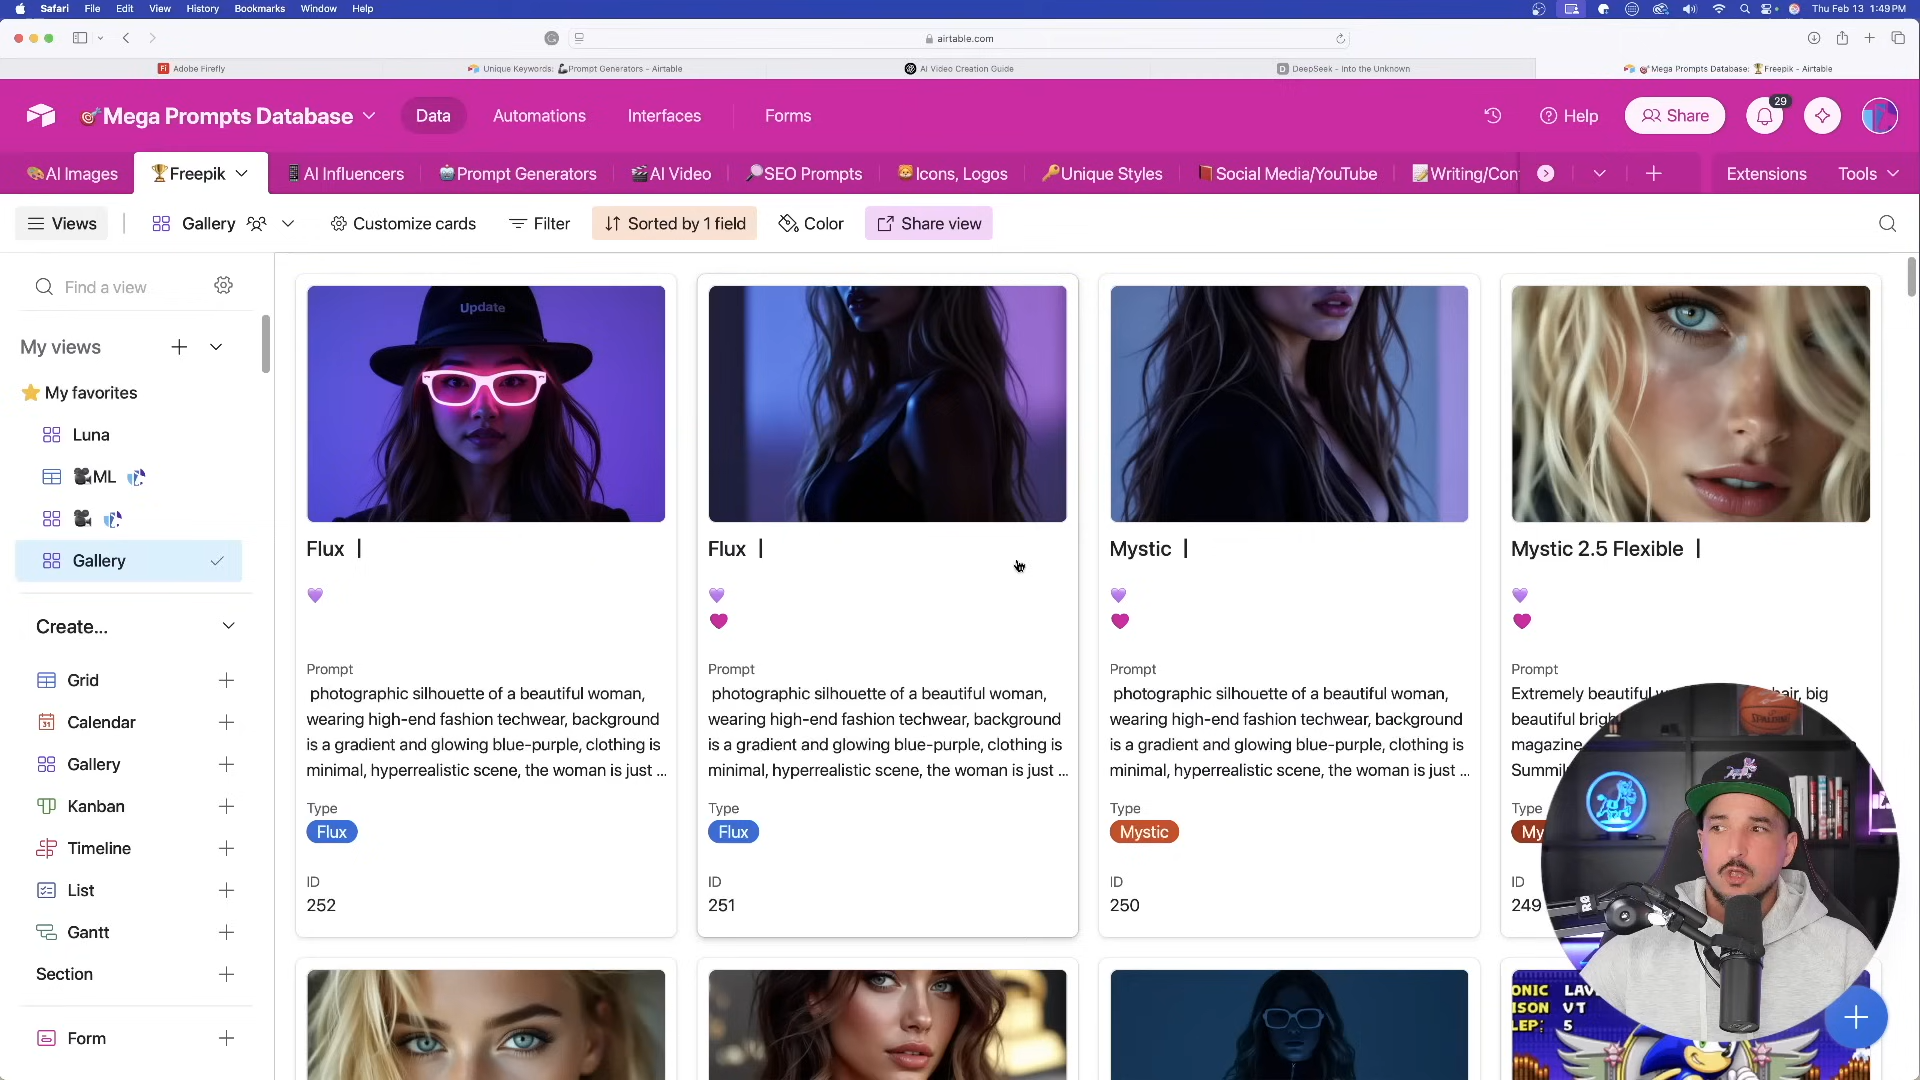 Safari File Edit View History Bookmarks Window Help
Thu Feb 13 1:49 PM
airtable.com
Adobe Firefly
Unique Keywords: 🦾Prompt Generators - Airtable
AI Video Creation Guide
DeepSeek - Into the Unknown
🎯Mega Prompts Database: 🏆Freepik - Airtable
🎯Mega Prompts Database
Data
Automations
Interfaces
Forms
Help
Share
29
🎨AI Images
🏆Freepik
📱AI Influencers
🤖Prompt Generators
🎬AI Video
🔎SEO Prompts
Icons, Logos
🔑Unique Styles
📕Social Media/YouTube
📝Writing/Con
Extensions
Tools
Views
Gallery
Customize cards
Filter
Sorted by 1 field
Color
Share view
Find a view
My views
⭐My favorites
Luna
🎥ML
🎥
Gallery
Create...
Grid
31
Calendar
Gallery
Kanban
Timeline
List
Gantt
Section
Form
Update
Flux |
💜
Prompt
photographic silhouette of a beautiful woman,
wearing high-end fashion techwear, background
is a gradient and glowing blue-purple, clothing is
minimal, hyperrealistic scene, the woman is just ...
Type
Flux
ID
252
Flux |
💜
Prompt
photographic silhouette of a beautiful woman,
wearing high-end fashion techwear, background
is a gradient and glowing blue-purple, clothing is
minimal, hyperrealistic scene, the woman is just ...
Type
Flux
ID
251
Mystic |
💜
Prompt
photographic silhouette of a beautiful woman,
wearing high-end fashion techwear, background
is a gradient and glowing blue-purple, clothing is
minimal, hyperrealistic scene, the woman is just ...
Type
Mystic
ID
250
Mystic 2.5 Flexible |
💜
Prompt
Extremely beautiful
hair, big
beautiful brigh
magazine
Summil
Type
My
ID
249
SPALDING